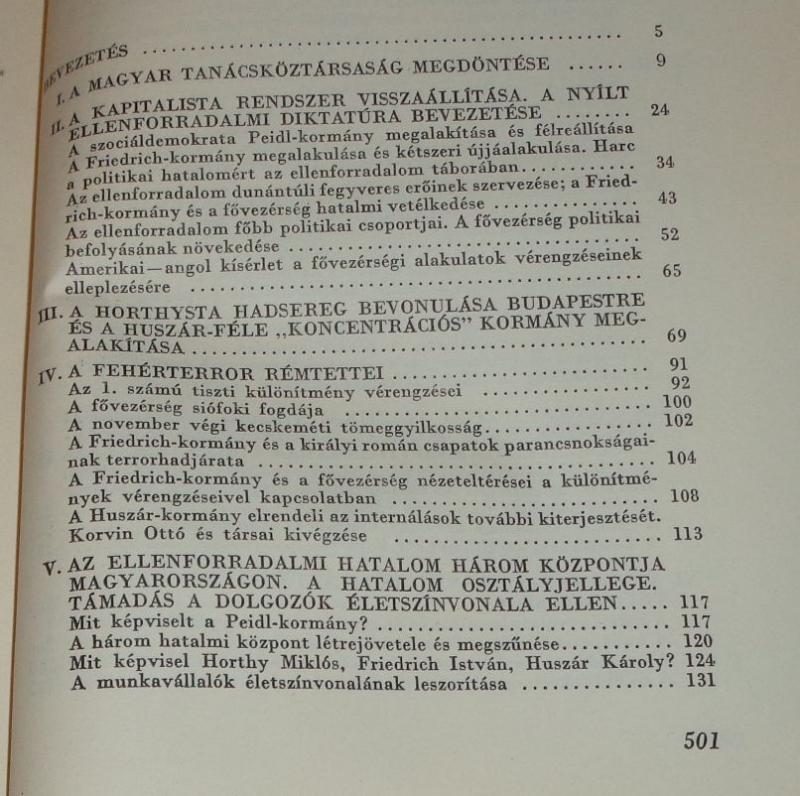 BEVEZETÉS .......... 5
I. A MAGYAR TANÁCSKÖZTÁRSASÁG MEGDÖNTÉSE ...... 9
II. A KAPITALISTA RENDSZER VISSZAÁLLÍTÁSA. A NYÍLT
ELLENFORRADALMI DIKTATÚRA BEVEZETÉSE ........ 24
A szociáldemokrata Peidl-kormány megalakítása és félreállítása
A Friedrich-kormány megalakulása és kétszeri újjáalakulása. Harc
a politikai hatalomért az ellenforradalom táborában............ 34
Az ellenforradalom dunántúli fegyveres erőinek szervezése; a Fried-
rich-kormány és a fővezérség hatalmi vetélkedése ............... 43
Az ellenforradalom főbb politikai csoportjai. A fővezérség politikai
befolyásának növekedése ............... 52
Amerikai—angol kísérlet a fővezérségi alakulatok vérengzéseinek
elleplezésére ............... 65
III. A HORTHYSTA HADSEREG BEVONULÁSA BUDAPESTRE
ÉS A HUSZÁR-FÉLE „KONCENTRÁCIÓS” KORMÁNY MEG-
ALAKÍTÁSA ............... 69
IV. A FEHÉRTERROR RÉMTETTEI ............... 91
Az 1. számú tiszti különítmény vérengzései ............... 92
A fővezérség siófoki fogdája ............... 100
A november végi kecskeméti tömeggyilkosság............... 102
A Friedrich-kormány és a királyi román csapatok parancsnokságai-
nak terrorhadjárata ............... 104
A Friedrich-kormány és a fővezérség nézeteltérései a különítmé-
nyek vérengzéseivel kapcsolatban ............... 108
A Huszár-kormány elrendeli az internálások további kiterjesztését.
Korvin Ottó és társai kivégzése ............... 113
V. AZ ELLENFORRADALMI HATALOM HÁROM KÖZPONTJA
MAGYARORSZÁGON. A HATALOM OSZTÁLYJELLEGE.
TÁMADÁS A DOLGOZÓK ÉLETSZÍNVONALA ELLEN..... 117
Mit képviselt a Peidl-kormány? ............... 117
A három hatalmi központ létrejövetele és megszűnése........... 120
Mit képvisel Horthy Miklós, Friedrich István, Huszár Károly? 124
A munkavállalók életszínvonalának leszorítása ............... 131
501